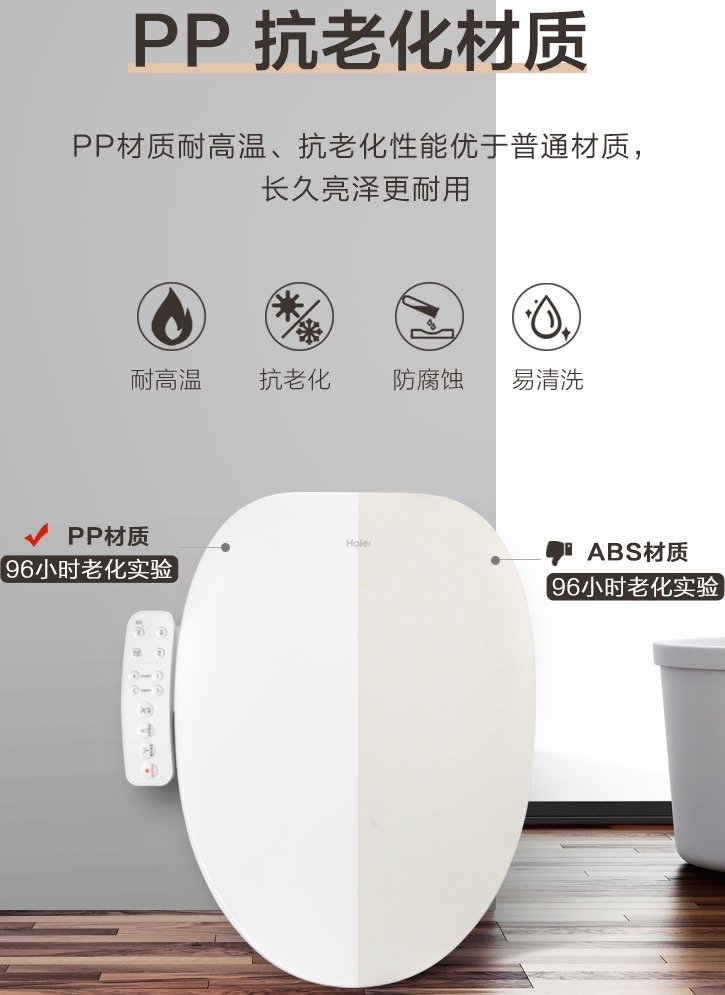 PP 抗老化材质
PP材质耐高温、抗老化性能优于普通材质，
长久亮泽更耐用
耐高温 抗老化 防腐蚀 易清洗
PP材质
96小时老化实验
Haier
ABS材质
96小时老化实验